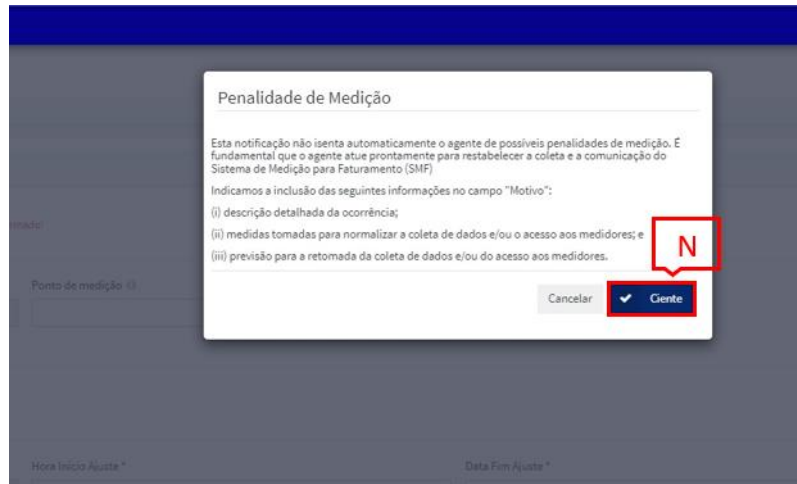 Penalidade de Medição
Esta notificação não isenta automaticamente o agente de possíveis penalidades de medição. É
fundamental que o agente atue prontamente para restabelecer a coleta e a comunicação do
Sistema de Medição para Faturamento (SMF)
Indicamos a inclusão das seguintes informações no campo "Motivo":
(i) descrição detalhada da ocorrência;
(ii) medidas tomadas para normalizar a coleta de dados e/ou o acesso aos medidores; e
(iii) previsão para a retomada da coleta de dados e/ou do acesso aos medidores.
N
Cancelar
Ciente
Ponto de medição
Hora Início Ajuste *
Data Fim Ajuste *